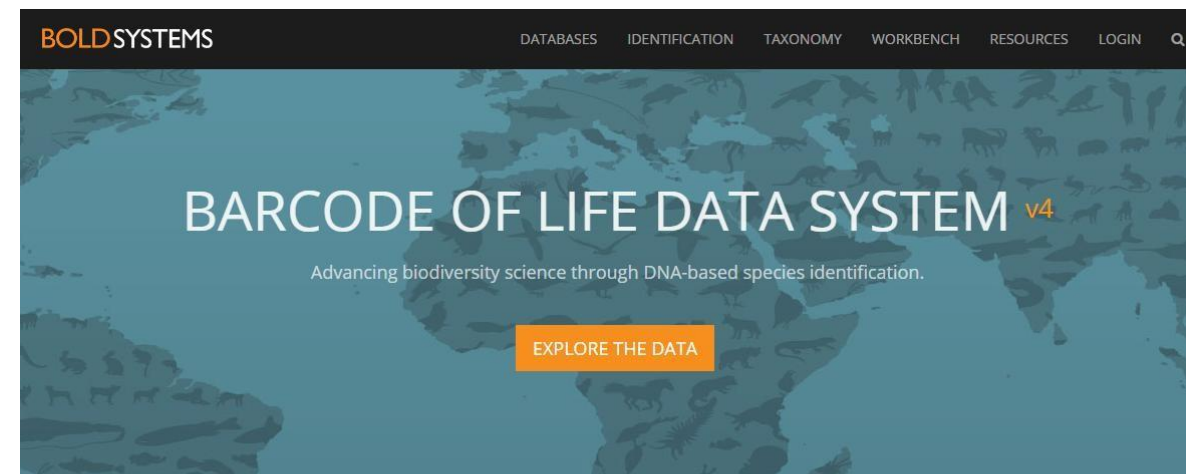 BOLDSYSTEMS DATABASES IDENTIFICATION TAXONOMY WORKBENCH RESOURCES LOGIN
BARCODE OF LIFE DATA SYSTEM v4
Advancing biodiversity science through DNA-based species identification.
EXPLORE THE DATA